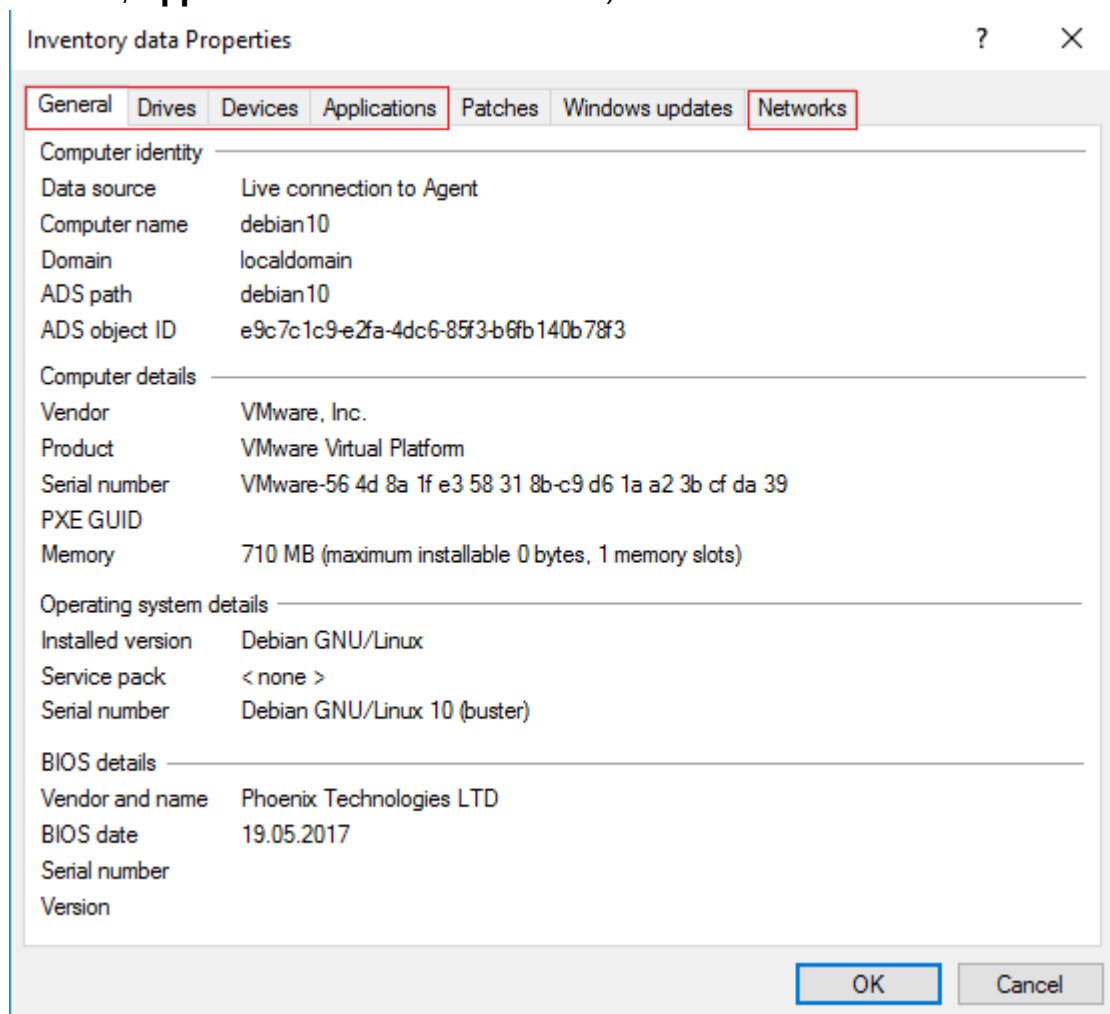 Inventory data Properties ? ×
General Drives Devices Applications Patches Windows updates Networks
Computer identity
Data source Live connection to Agent
Computer name debian10
Domain localdomain
ADS path debian10
ADS object ID e9c7c1c9-e2fa-4dc6-85f3-b6fb140b78f3
Computer details
Vendor VMware, Inc.
Product VMware Virtual Platform
Serial number VMware-56 4d 8a 1f e3 58 31 8b-c9 d6 1a a2 3b cf da 39
PXE GUID
Memory 710 MB (maximum installable 0 bytes, 1 memory slots)
Operating system details
Installed version Debian GNU/Linux
Service pack < none >
Serial number Debian GNU/Linux 10 (buster)
BIOS details
Vendor and name Phoenix Technologies LTD
BIOS date 19.05.2017
Serial number
Version
OK Cancel